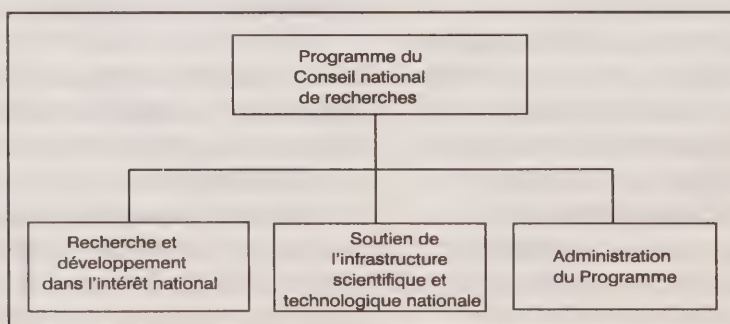 Programme du
Conseil national
de recherches
Recherche et
développement
dans l'intérêt national
Soutien de
l'infrastructure
scientifique et
technologique nationale
Administration
du Programme